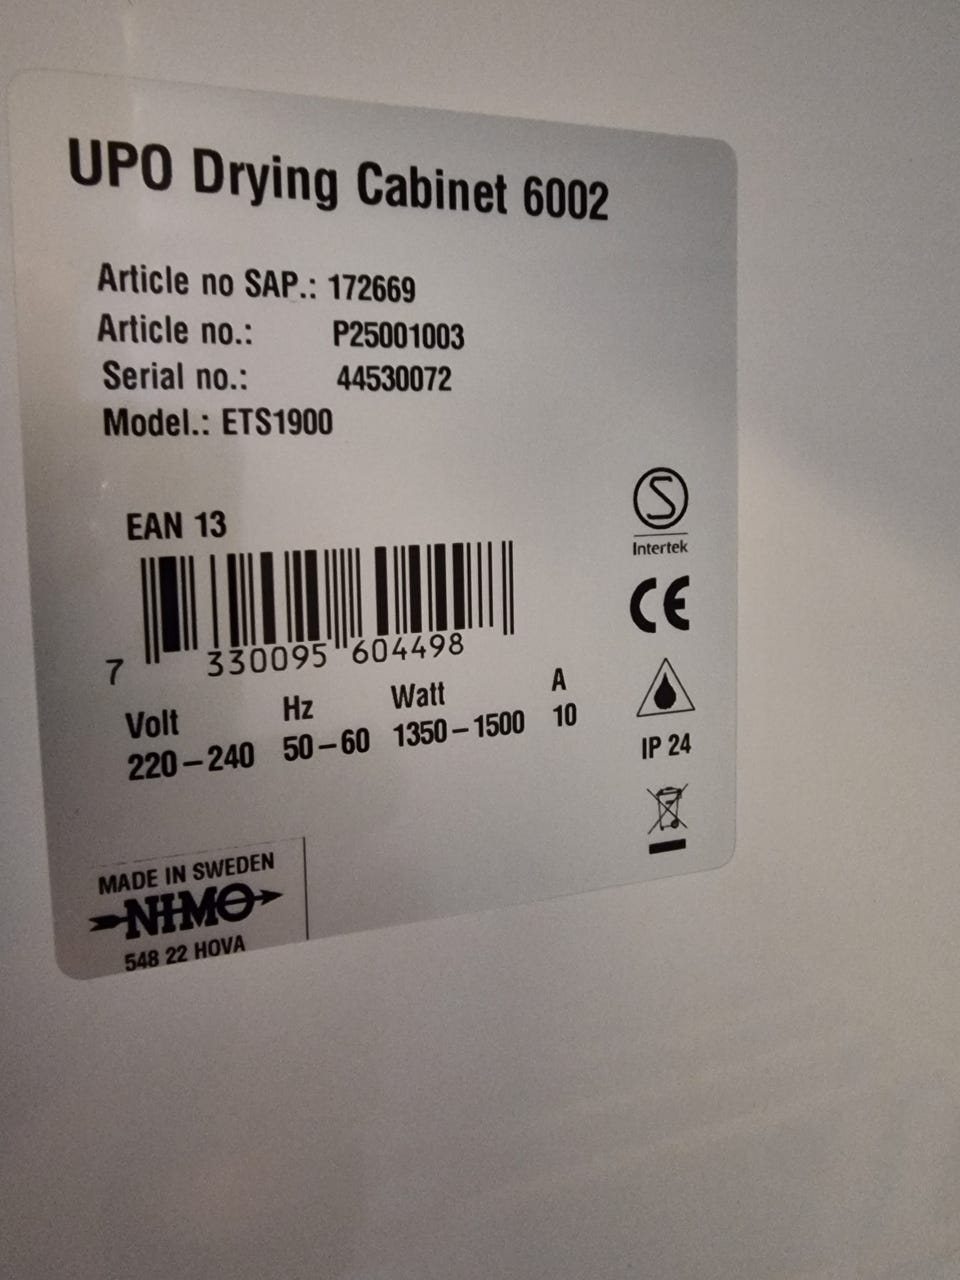 UPO Drying Cabinet 6002
Article no SAP.: 172669
Article no.: P25001003
Serial no.: 44530072
Model.: ETS1900
EAN 13
7 330095 604498
Volt Hz Watt A
220-240 50-60 1350-1500 10
S
Intertek
CE
IP 24
MADE IN SWEDEN
NIMO
548 22 HOVA